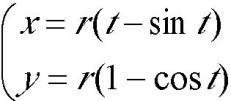 x = r(t − sin t)
y = r(1 − cos t)